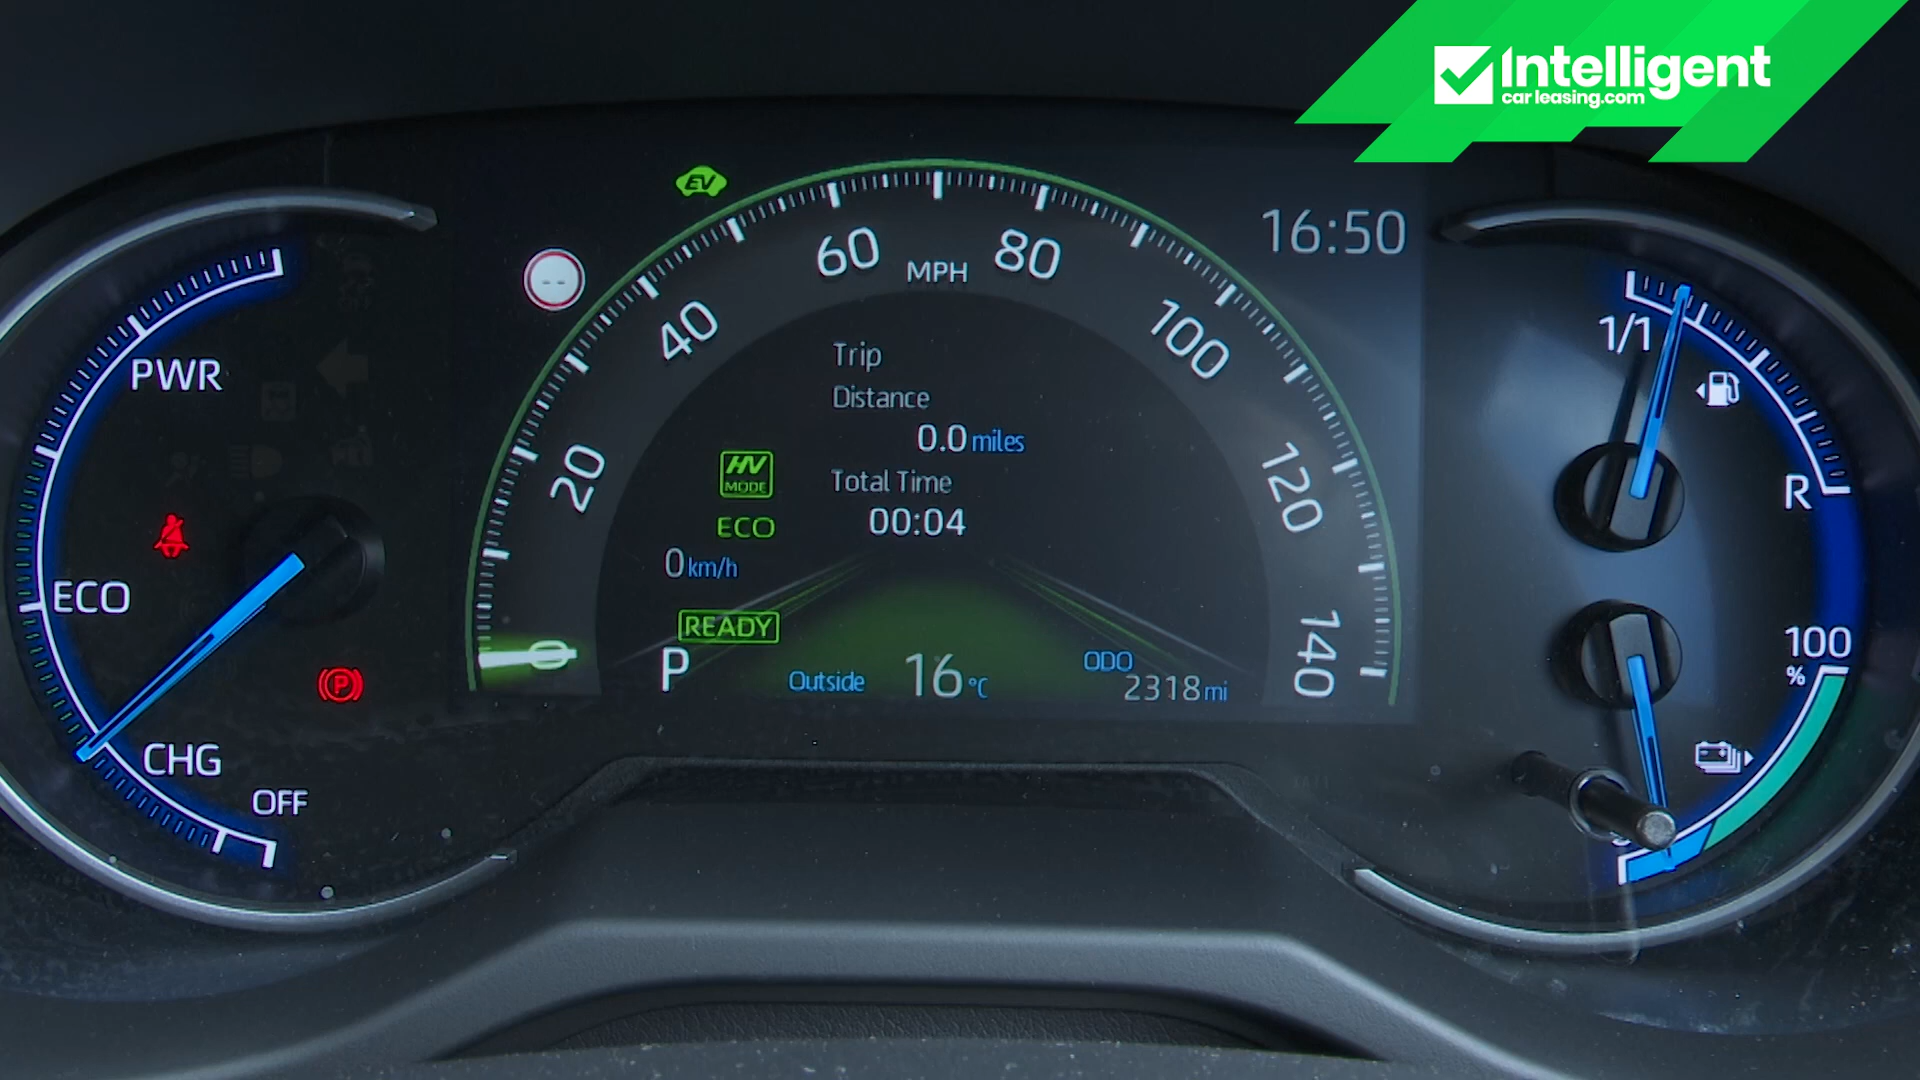 Intelligent
carleasing.com
EV
16:50
--
60
80
MPH
40
100
20
120
0
140
PWR
ECO
CHG
OFF
P
Trip
Distance
0.0 miles
Total Time
00:04
HV
MODE
ECO
0 km/h
READY
P
Outside 16 °C
ODO
2318 mi
1/1
R
100
%